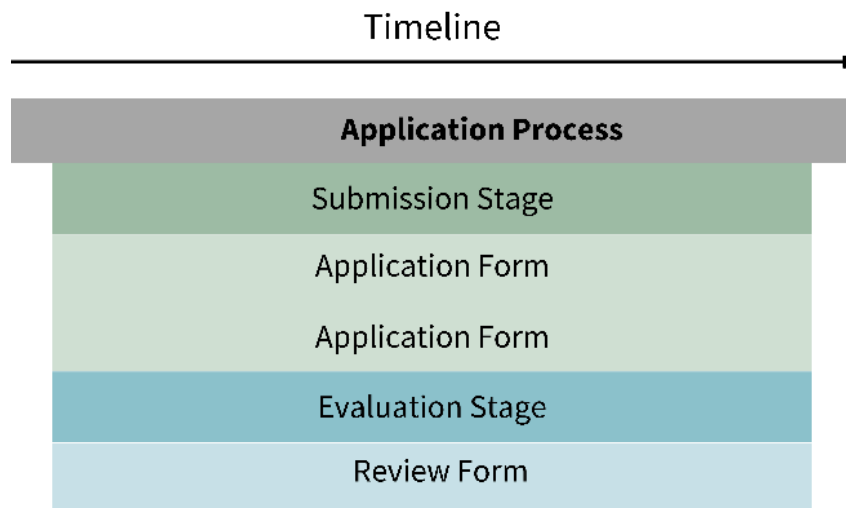 Timeline
Application Process
Submission Stage
Application Form
Application Form
Evaluation Stage
Review Form